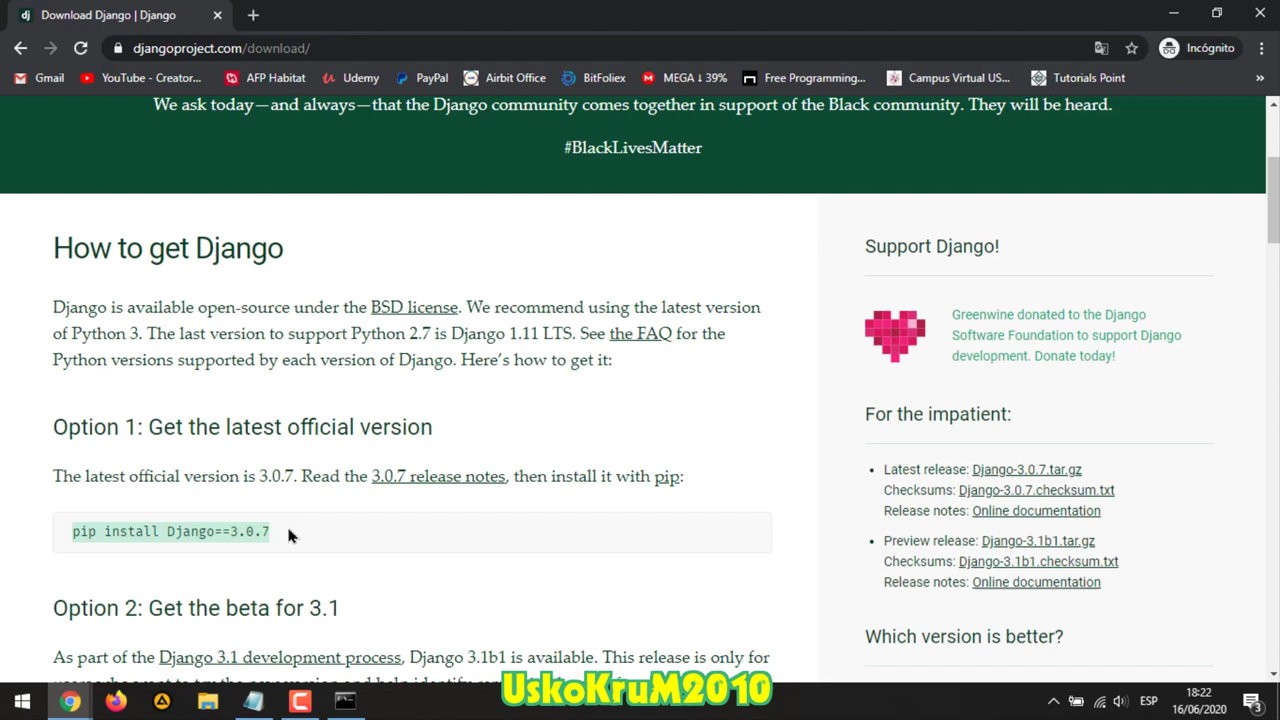 dj Download Django | Django
djangoproject.com/download/
Incógnito
Gmail YouTube - Creator... AFP Habitat Udemy PayPal Airbit Office BitFoliex MEGA ↓39% Free Programming... Campus Virtual US... Tutorials Point »
We ask today—and always—that the Django community comes together in support of the Black community. They will be heard.
#BlackLivesMatter
How to get Django
Django is available open-source under the BSD license. We recommend using the latest version
of Python 3. The last version to support Python 2.7 is Django 1.11 LTS. See the FAQ for the
Python versions supported by each version of Django. Here's how to get it:
Option 1: Get the latest official version
The latest official version is 3.0.7. Read the 3.0.7 release notes, then install it with pip:
pip install Django==3.0.7
Option 2: Get the beta for 3.1
As part of the Django 3.1 development process, Django 3.1b1 is available. This release is only for
Support Django!
Greenwine donated to the Django
Software Foundation to support Django
development. Donate today!
For the impatient:
Latest release: Django-3.0.7.tar.gz
Checksums: Django-3.0.7.checksum.txt
Release notes: Online documentation
Preview release: Django-3.1b1.tar.gz
Checksums: Django-3.1b1.checksum.txt
Release notes: Online documentation
Which version is better?
UskoKruM2010
ESP
18:22
16/06/2020
3